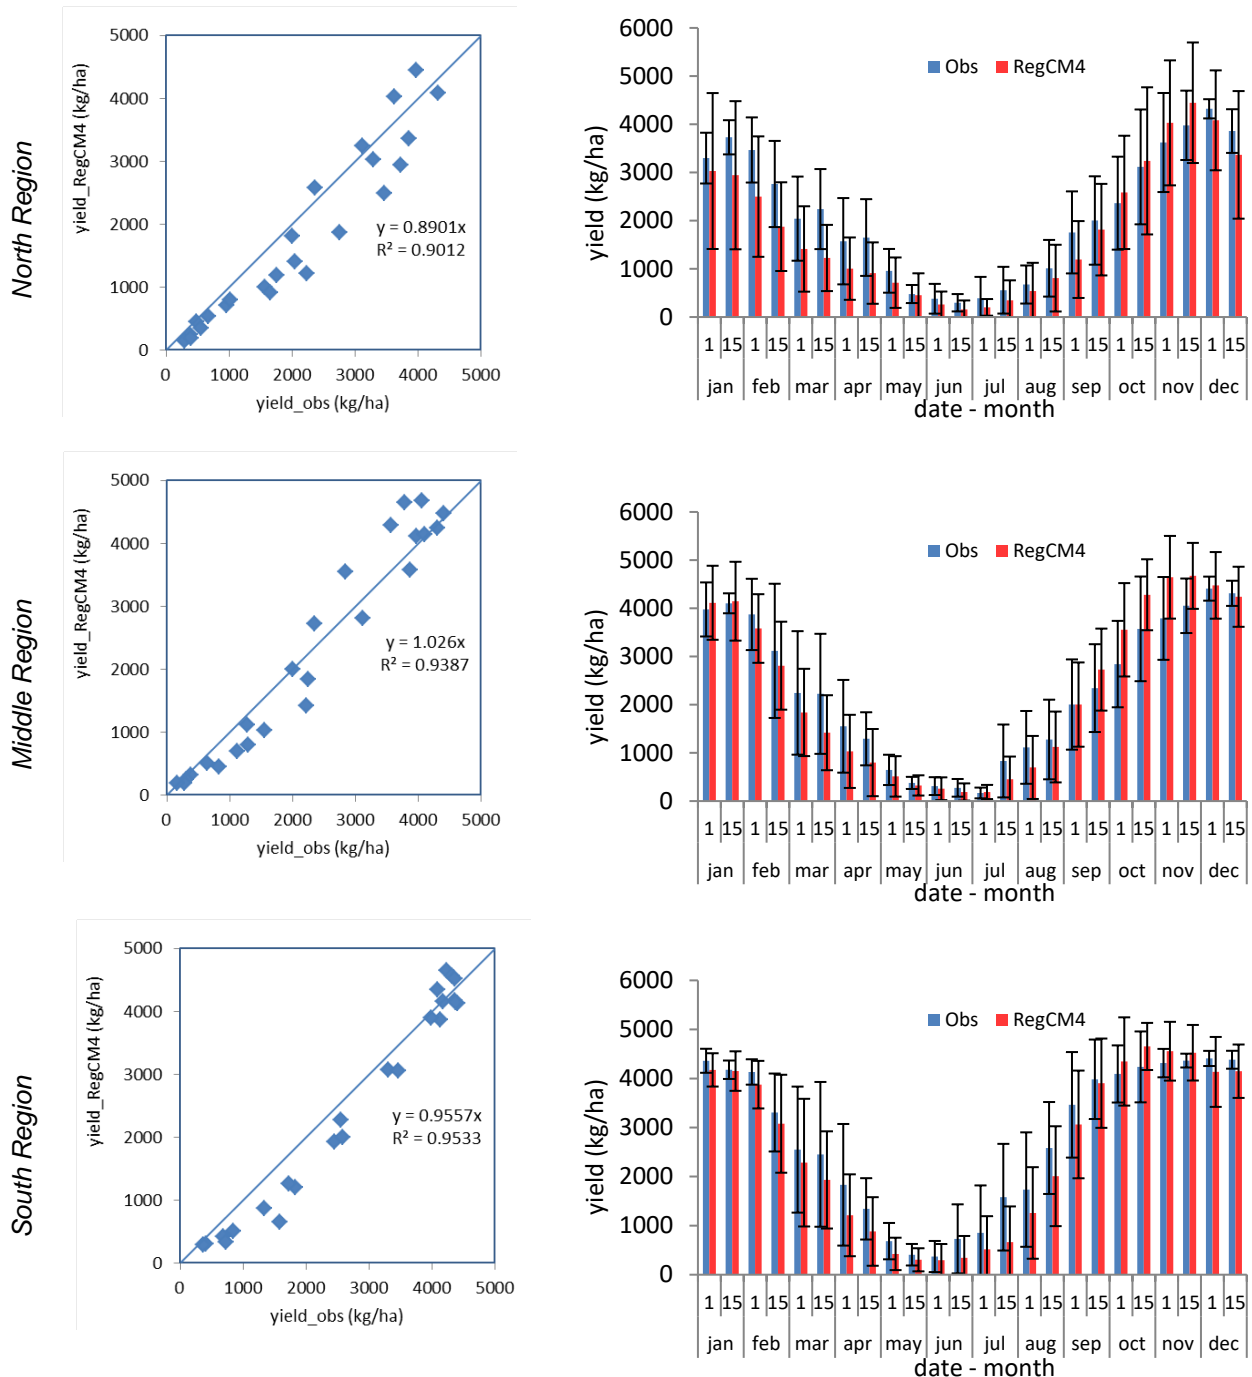 North Region
yield_RegCM4 (kg/ha)
5000
4000
3000
2000
1000
0
y = 0.8901x
R² = 0.9012
0 1000 2000 3000 4000 5000
yield_obs (kg/ha)
yield (kg/ha)
6000
5000
4000
3000
2000
1000
0
Obs RegCM4
1 15 1 15 1 15 1 15 1 15 1 15 1 15 1 15 1 15 1 15 1 15 1 15
jan feb mar apr may jun jul aug sep oct nov dec
date - month
Middle Region
yield_RegCM4 (kg/ha)
5000
4000
3000
2000
1000
0
y = 1.026x
R² = 0.9387
0 1000 2000 3000 4000 5000
yield_obs (kg/ha)
yield (kg/ha)
6000
5000
4000
3000
2000
1000
0
Obs RegCM4
1 15 1 15 1 15 1 15 1 15 1 15 1 15 1 15 1 15 1 15 1 15 1 15
jan feb mar apr may jun jul aug sep oct nov dec
date - month
South Region
yield_RegCM4 (kg/ha)
5000
4000
3000
2000
1000
0
y = 0.9557x
R² = 0.9533
0 1000 2000 3000 4000 5000
yield_obs (kg/ha)
yield (kg/ha)
6000
5000
4000
3000
2000
1000
0
Obs RegCM4
1 15 1 15 1 15 1 15 1 15 1 15 1 15 1 15 1 15 1 15 1 15 1 15
jan feb mar apr may jun jul aug sep oct nov dec
date - month